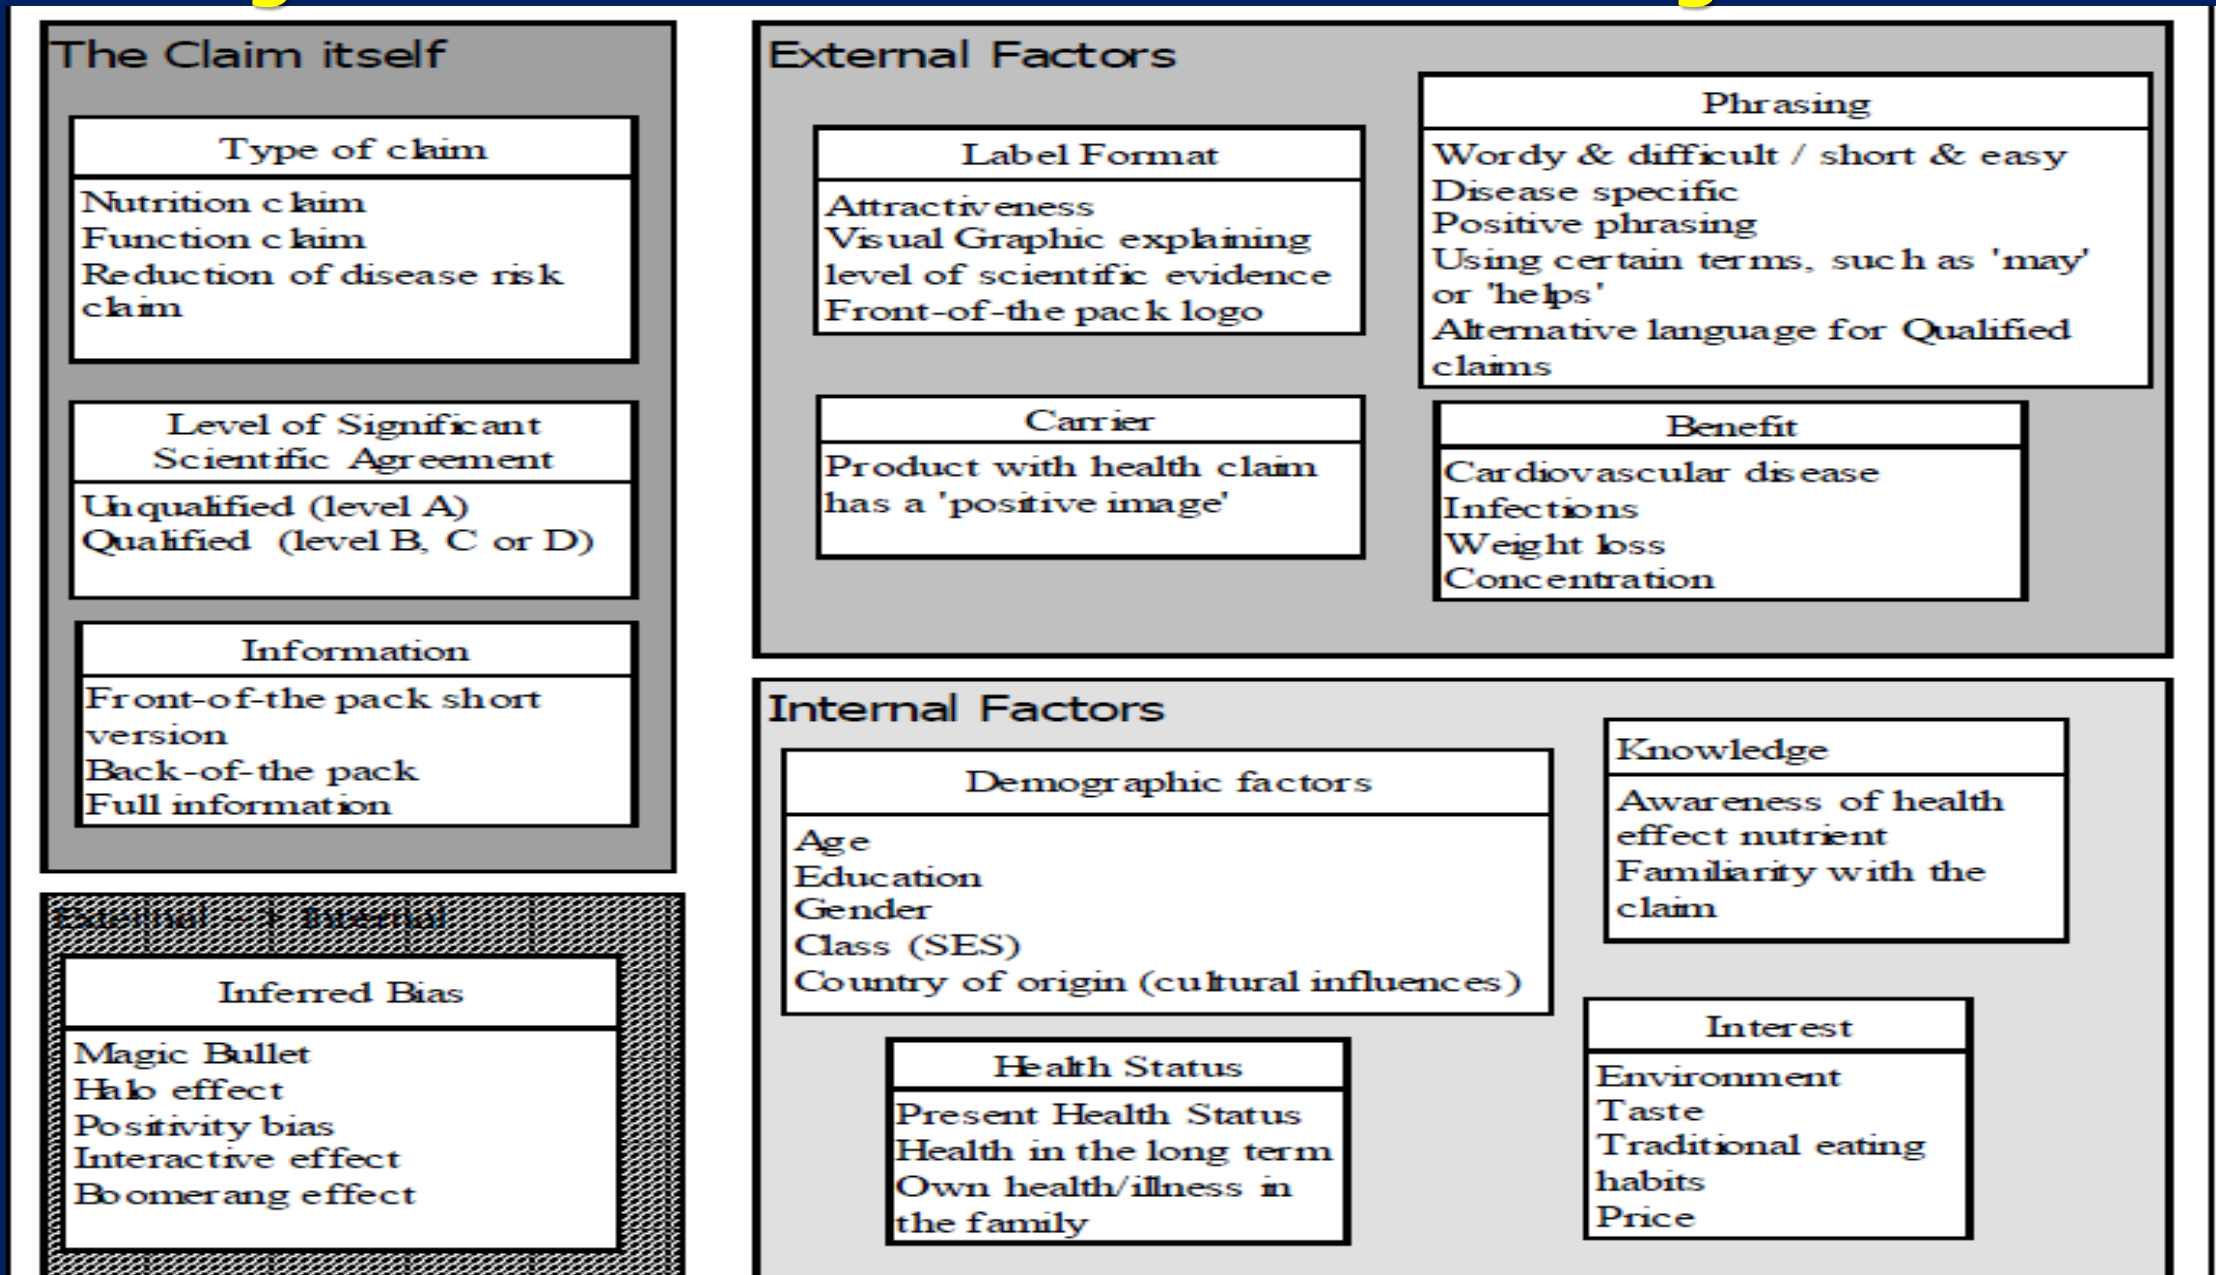 The Claim itself
Type of claim
Nutrition claim
Function claim
Reduction of disease risk
claim
Level of Significant
Scientific Agreement
Unqualified (level A)
Qualified (level B, C or D)
Information
Front-of-the pack short
version
Back-of-the pack
Full information
External --> Internal
Inferred Bias
Magic Bullet
Halo effect
Positivity bias
Interactive effect
Boomerang effect
External Factors
Label Format
Attractiveness
Visual Graphic explaining
level of scientific evidence
Front-of-the pack logo
Phrasing
Wordy & difficult / short & easy
Disease specific
Positive phrasing
Using certain terms, such as 'may'
or 'helps'
Alternative language for Qualified
claims
Carrier
Product with health claim
has a 'positive image'
Benefit
Cardiovascular disease
Infections
Weight loss
Concentration
Internal Factors
Demographic factors
Age
Education
Gender
Class (SES)
Country of origin (cultural influences)
Knowledge
Awareness of health
effect nutrient
Familiarity with the
claim
Health Status
Present Health Status
Health in the long term
Own health/illness in
the family
Interest
Environment
Taste
Traditional eating
habits
Price